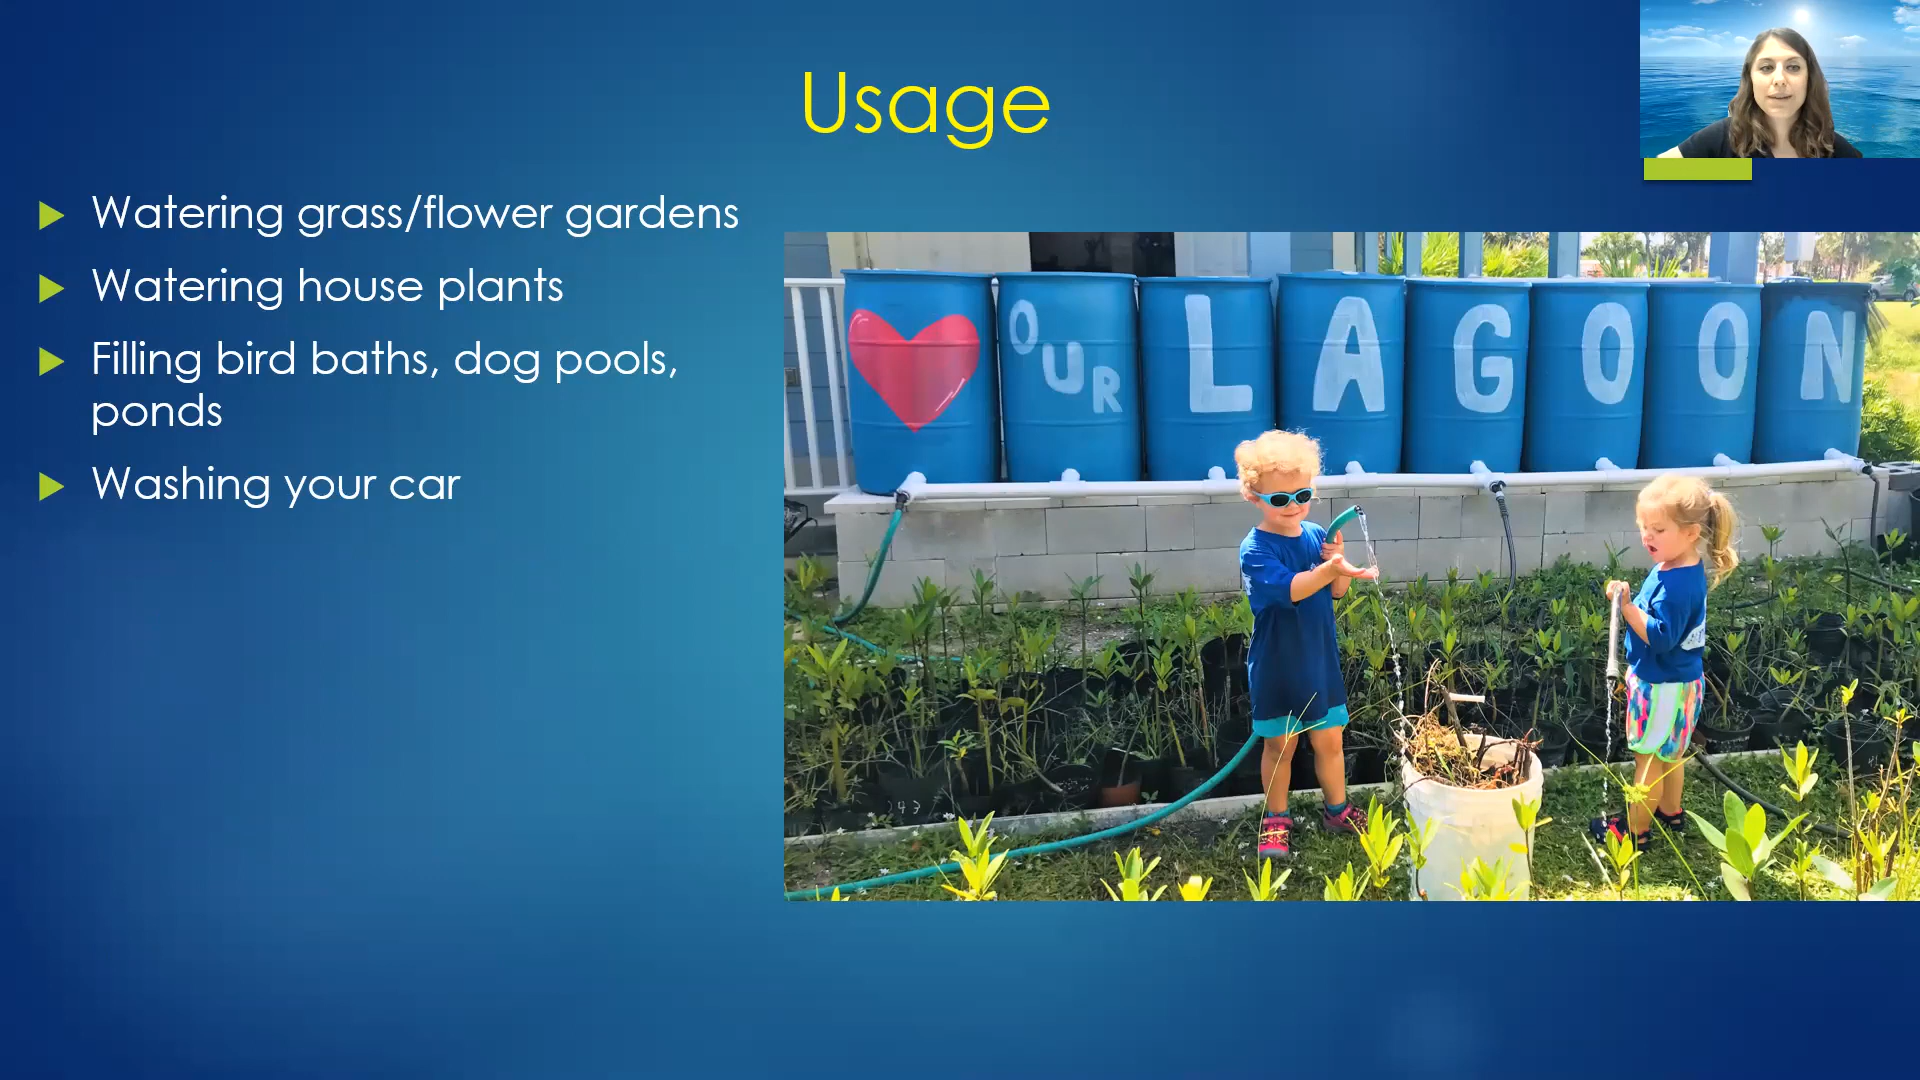 Usage
Watering grass/flower gardens
Watering house plants
Filling bird baths, dog pools,
ponds
Washing your car
OUR LAGOON